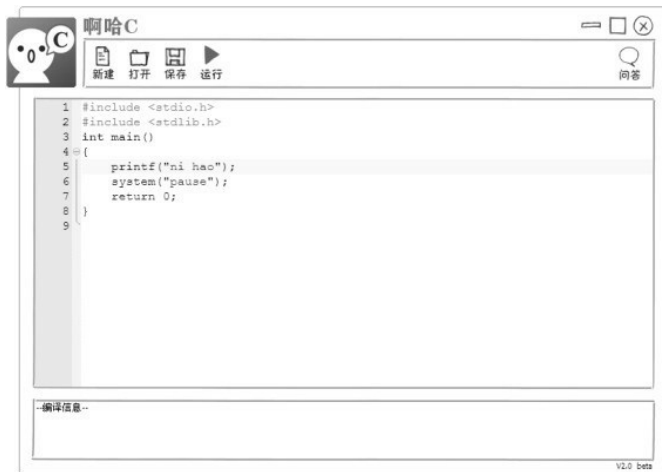 啊哈C
C
新建 打开 保存 运行 问答
1 #include <stdio.h>
2 #include <stdlib.h>
3 int main()
4 {
5     printf("ni hao");
6     system("pause");
7     return 0;
8 }
9
--编译信息--
V2.0 beta